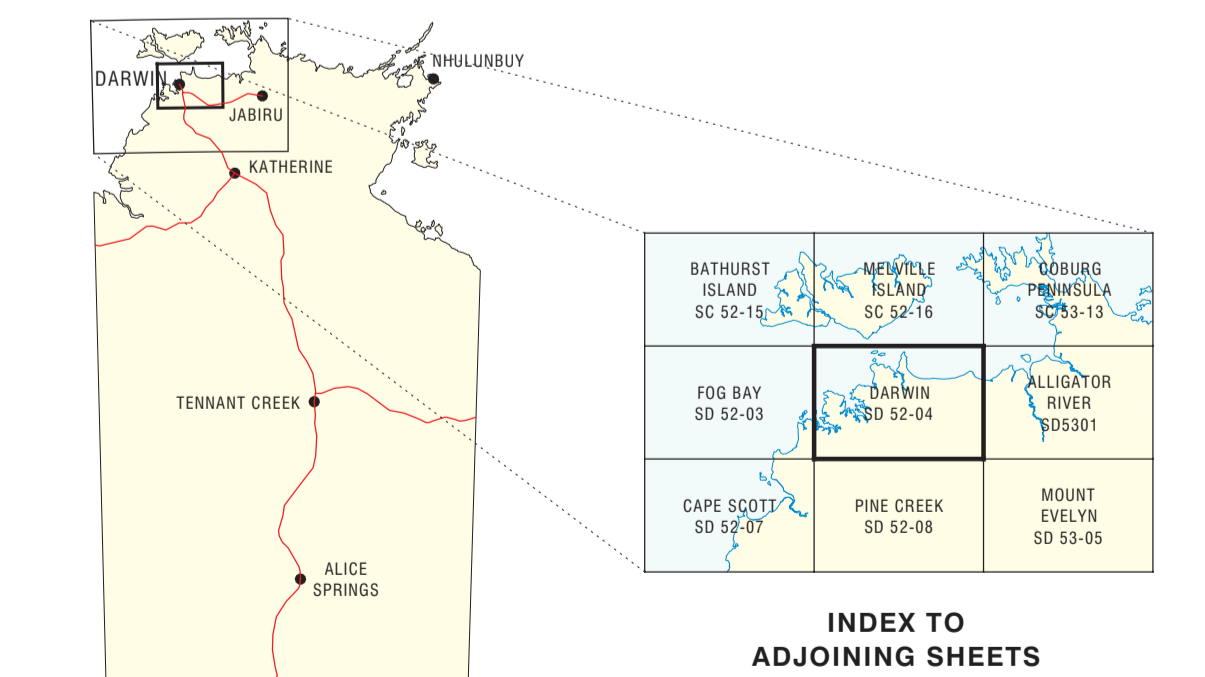 NHULUNBUY
DARWIN
JABIRU
KATHERINE
TENNANT CREEK
ALICE
SPRINGS
BATHURST
ISLAND
SC 52-15
MELVILLE
ISLAND
SC 52-16
COBURG
PENINSULA
SC 53-13
FOG BAY
SD 52-03
DARWIN
SD 52-04
ALLIGATOR
RIVER
SD5301
CAPE SCOTT
SD 52-07
PINE CREEK
SD 52-08
MOUNT
EVELYN
SD 53-05
INDEX TO
ADJOINING SHEETS